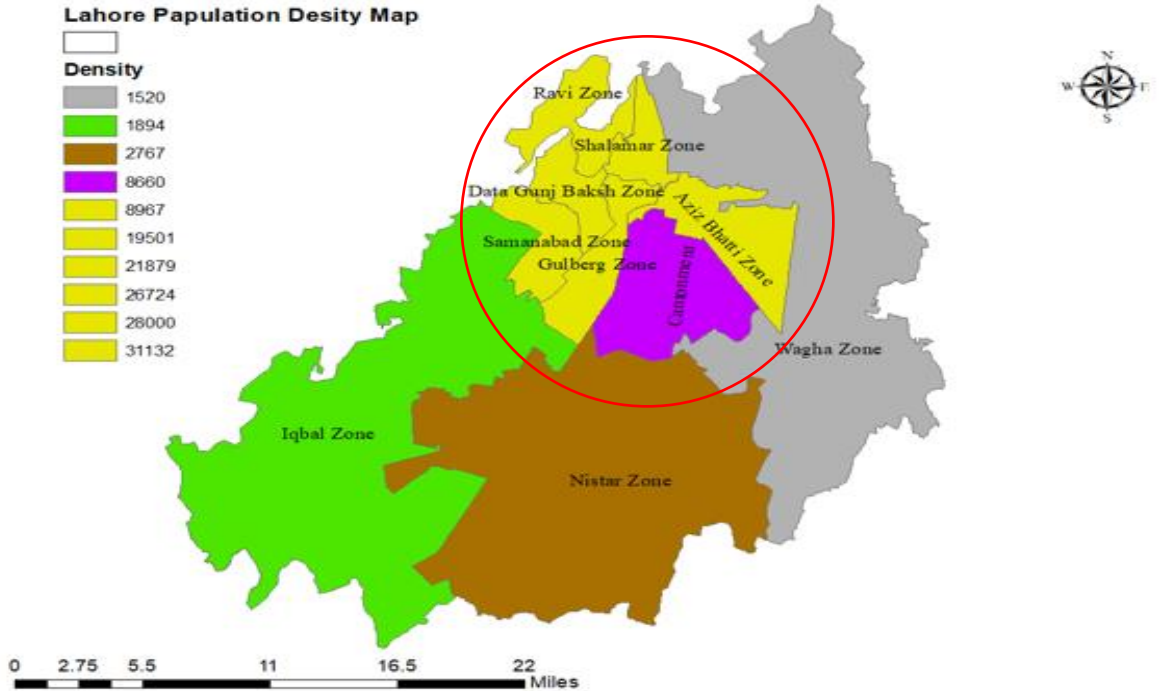 Lahore Papulation Desity Map
Density
1520
1894
2767
8660
8967
19501
21879
26724
28000
31132
N
W
E
S
Ravi Zone
Shalamar Zone
Data Gunj Baksh Zone
Aziz Bhatti Zone
Samanabad Zone
Gulberg Zone
Cantonment
Wagha Zone
Iqbal Zone
Nistar Zone
0 2.75 5.5 11 16.5 22
Miles